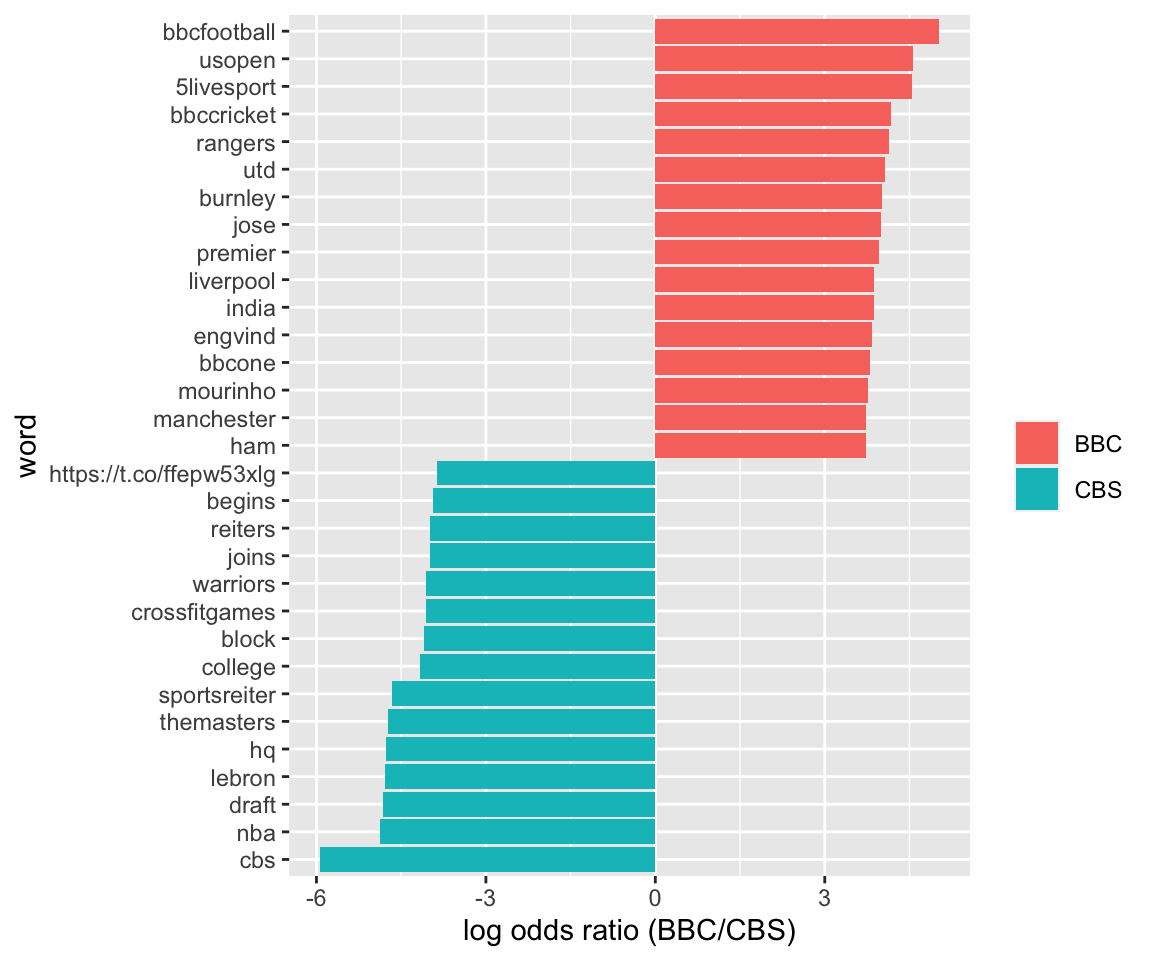 bbcfootball
usopen
5livesport
bbccricket
rangers
utd
burnley
jose
premier
liverpool
india
engvind
bbcone
mourinho
manchester
ham
https://t.co/ffepw53xlg
begins
reiters
joins
warriors
crossfitgames
block
college
sportsreiter
themasters
hq
lebron
draft
nba
cbs
word
-6 -3 0 3
log odds ratio (BBC/CBS)
BBC
CBS